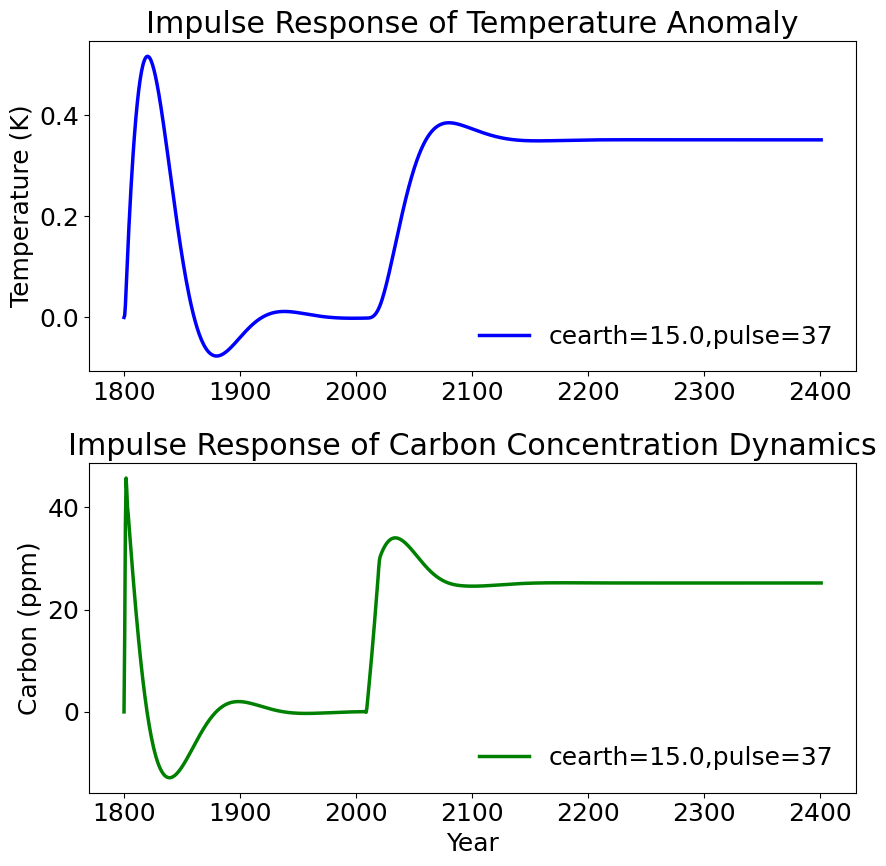 Impulse Response of Temperature Anomaly
Temperature (K)
0.4
0.2
0.0
cearth=15.0,pulse=37
1800 1900 2000 2100 2200 2300 2400
Impulse Response of Carbon Concentration Dynamics
Carbon (ppm)
40
20
0
cearth=15.0,pulse=37
1800 1900 2000 2100 2200 2300 2400
Year